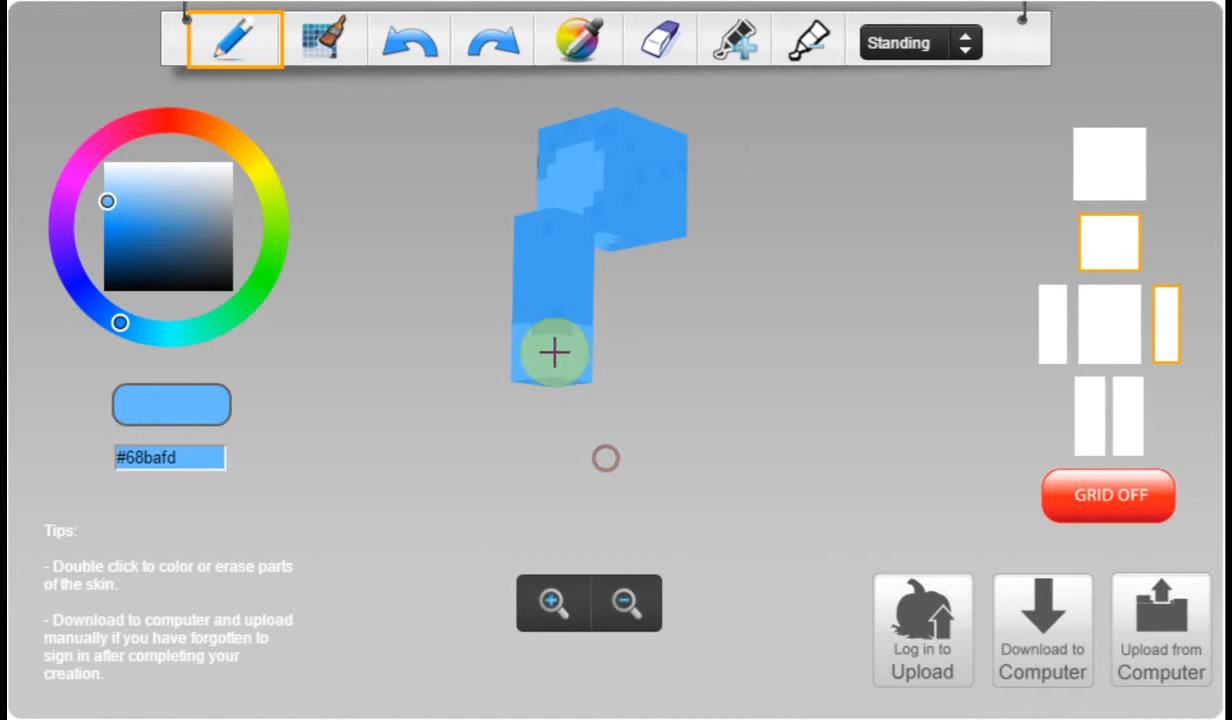 Standing
#68bafd
GRID OFF
Tips:
- Double click to color or erase parts
of the skin.
- Download to computer and upload
manually if you have forgotten to
sign in after completing your
creation.
Log in to
Upload
Download to
Computer
Upload from
Computer